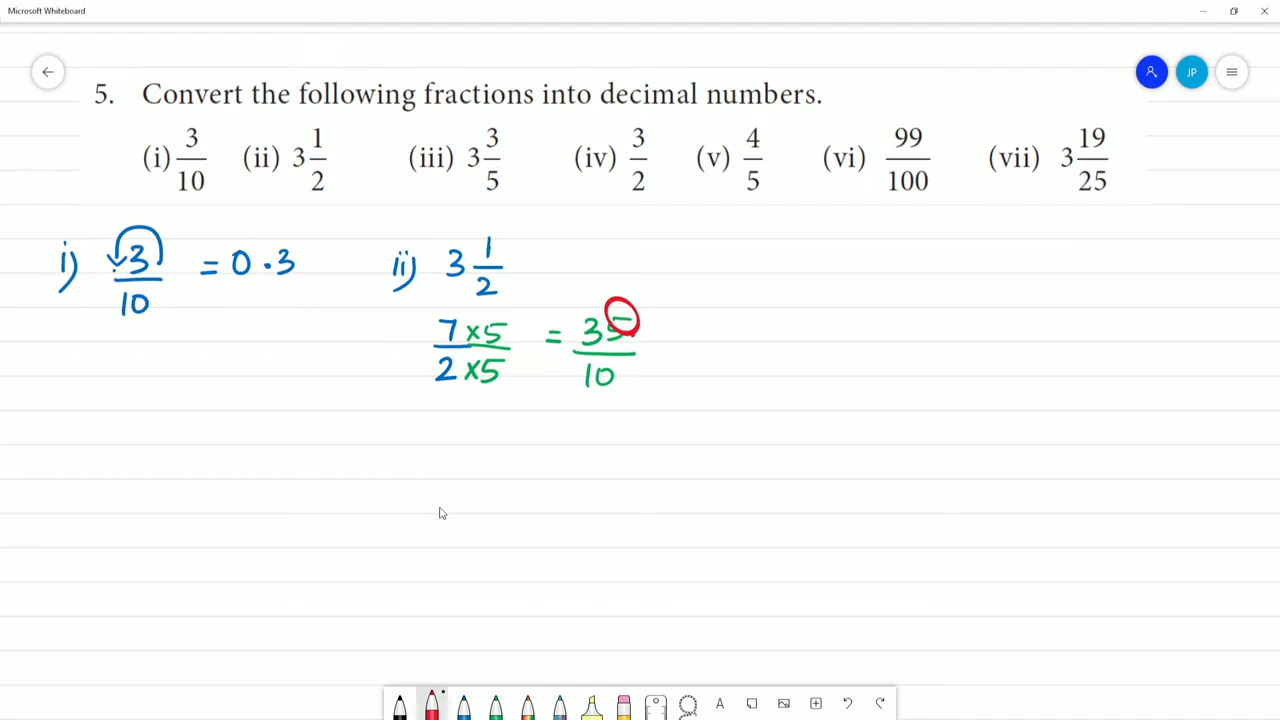 Microsoft Whiteboard
JP
5. Convert the following fractions into decimal numbers.
(i) 3/10 (ii) 3 1/2 (iii) 3 3/5 (iv) 3/2 (v) 4/5 (vi) 99/100 (vii) 3 19/25
i) .3/10 = 0.3 ii) 3 1/2
7×5/2×5 = 35/10
A